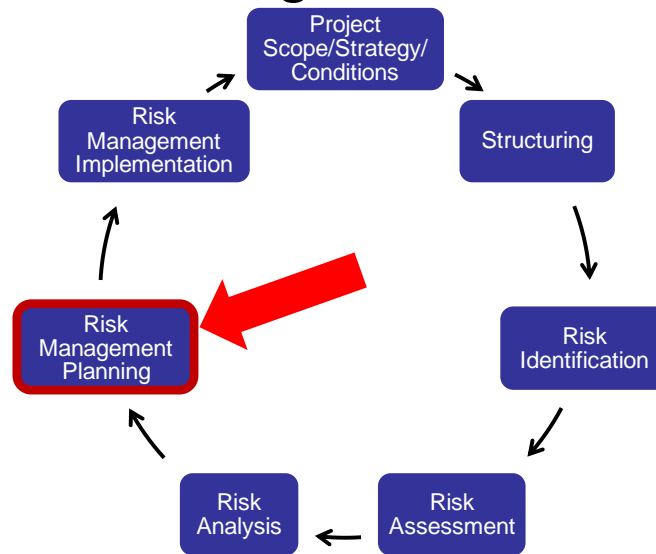 Project
Scope/Strategy/
Conditions
Structuring
Risk
Identification
Risk
Assessment
Risk
Analysis
Risk
Management
Planning
Risk
Management
Implementation